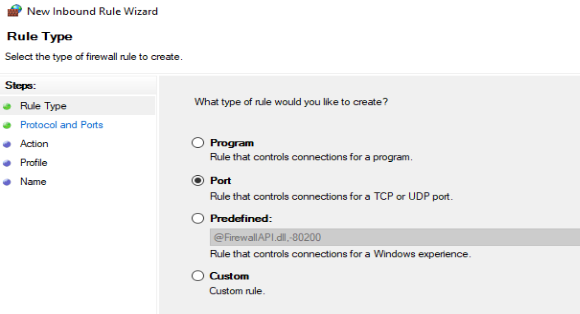 New Inbound Rule Wizard
Rule Type
Select the type of firewall rule to create.
Steps:
Rule Type
Protocol and Ports
Action
Profile
Name
What type of rule would you like to create?
Program
Rule that controls connections for a program.
Port
Rule that controls connections for a TCP or UDP port.
Predefined:
@FirewallAPI.dll,-80200
Rule that controls connections for a Windows experience.
Custom
Custom rule.